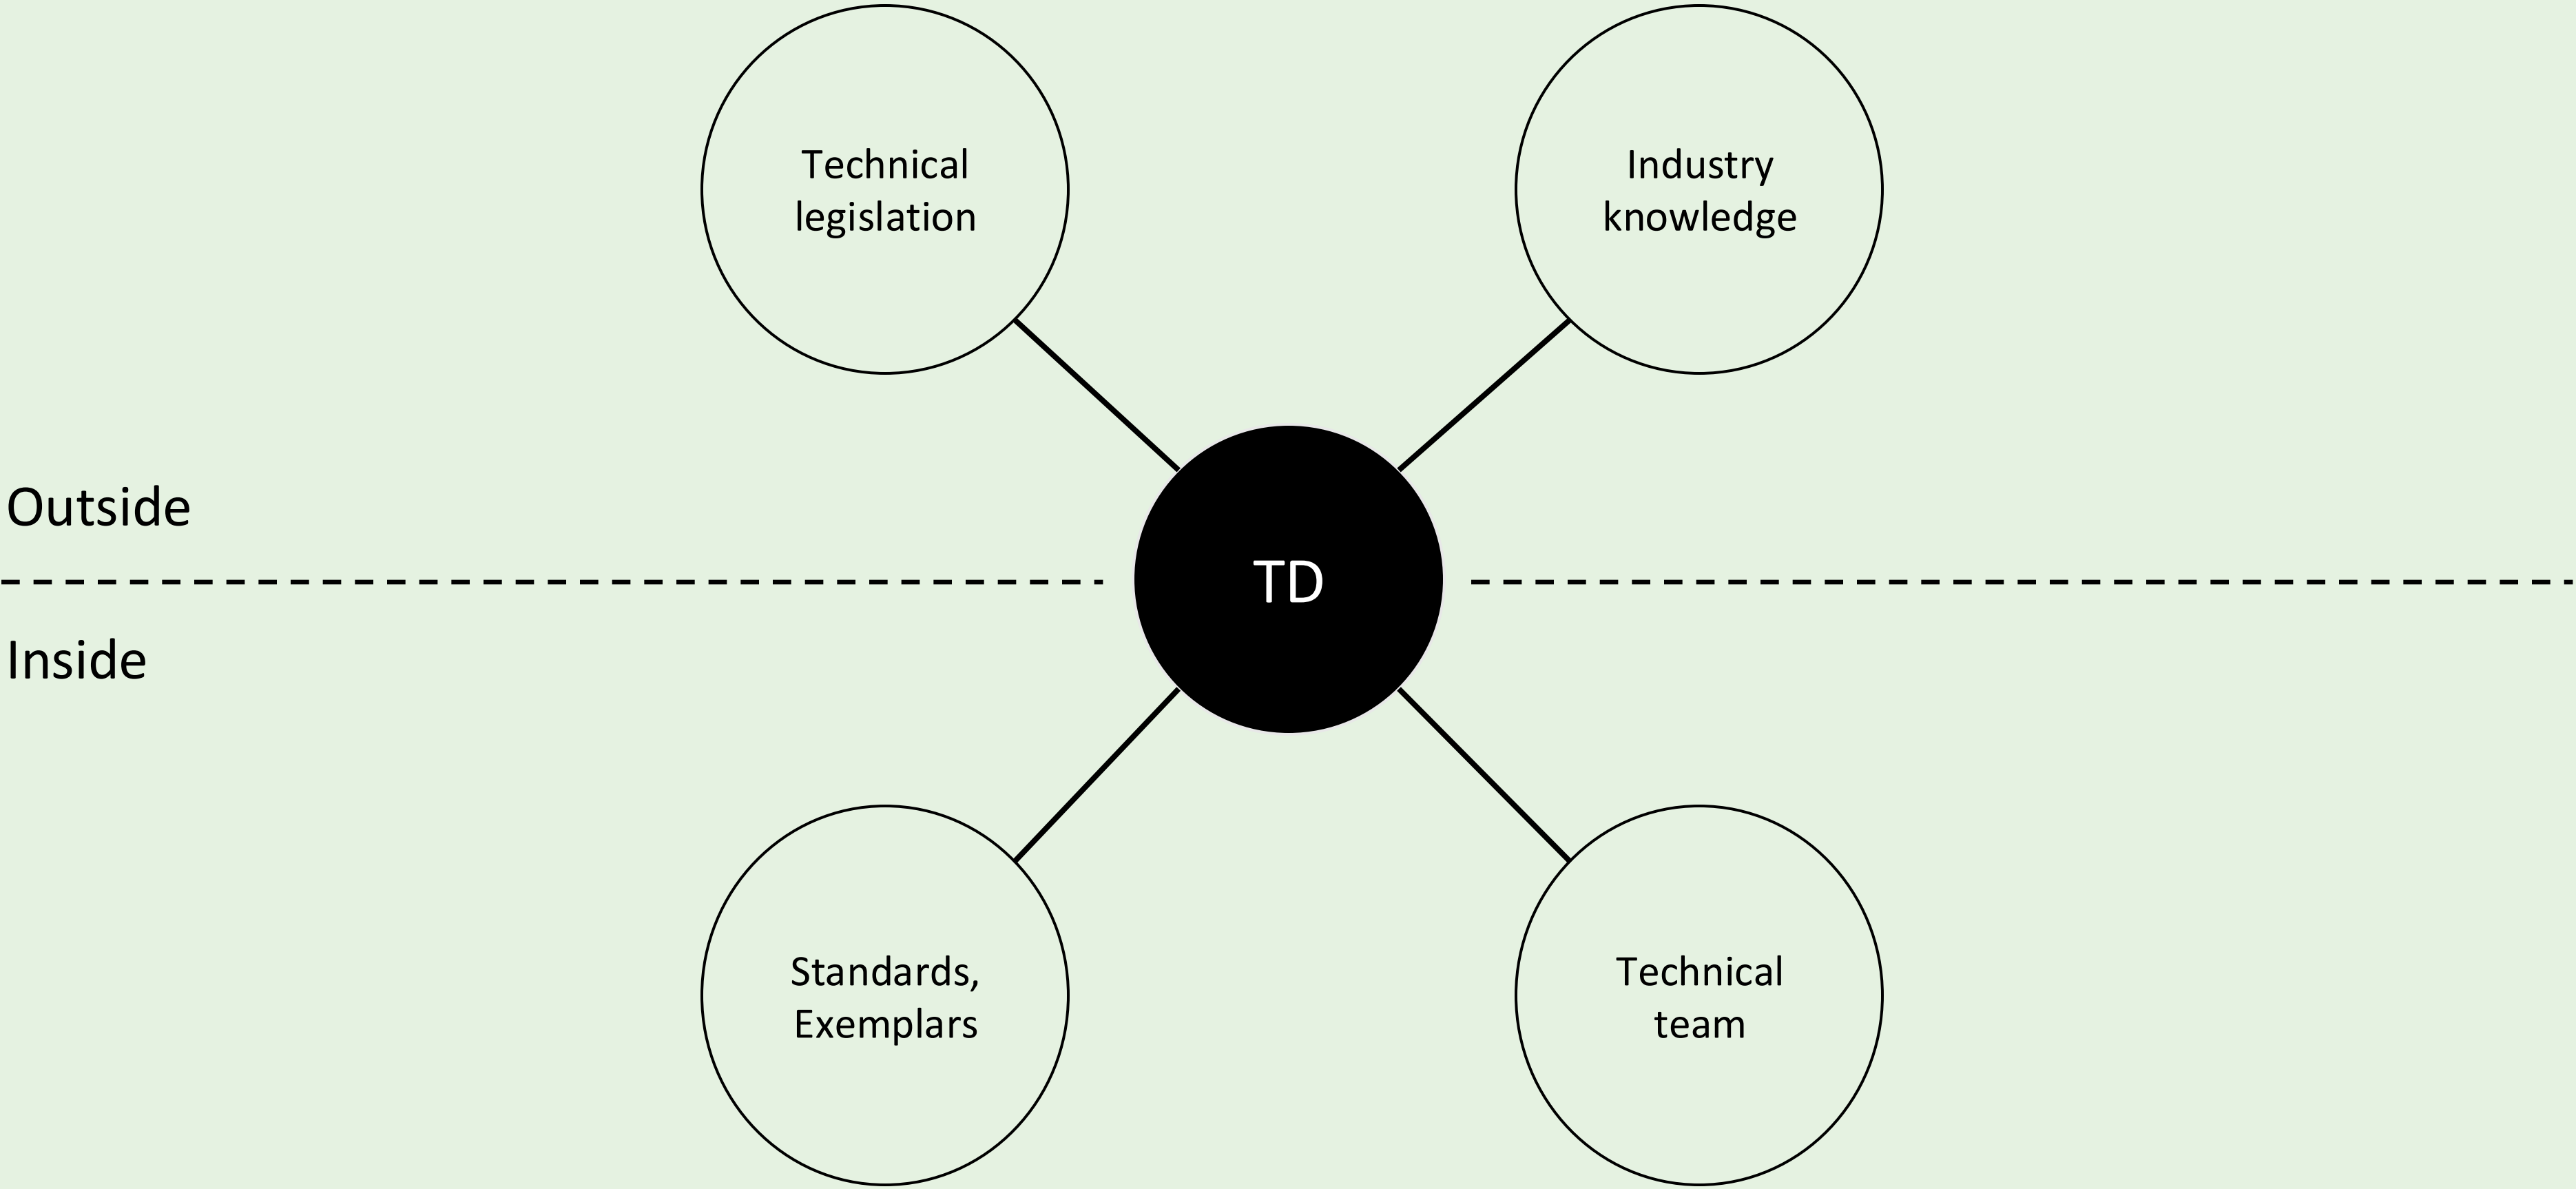 Technical
legislation
Industry
knowledge
Outside
TD
Inside
Standards,
Exemplars
Technical
team